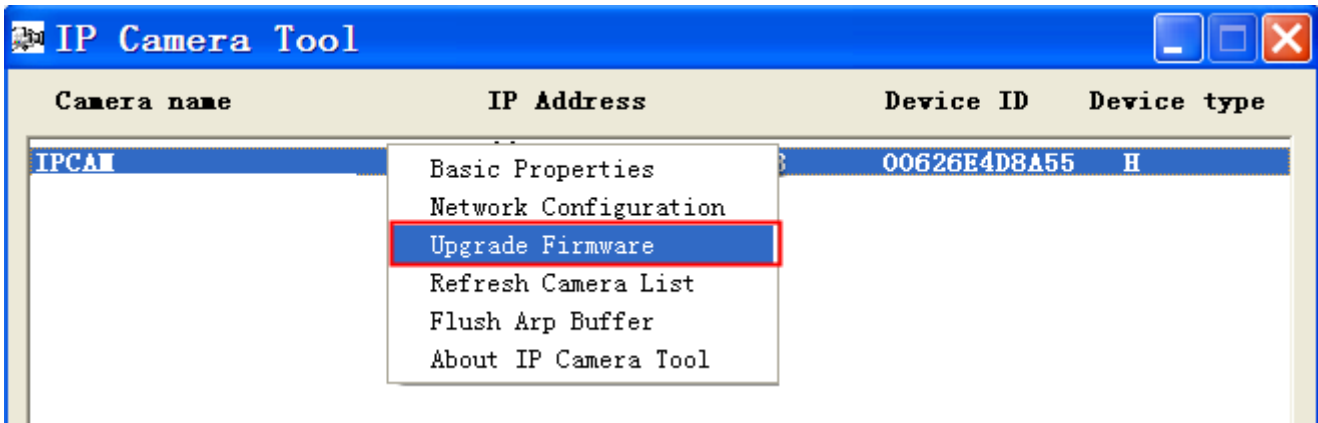 IP Camera Tool
Camera name IP Address Device ID Device type
IPCAM 00626E4D8A55 H
Basic Properties
Network Configuration
Upgrade Firmware
Refresh Camera List
Flush Arp Buffer
About IP Camera Tool